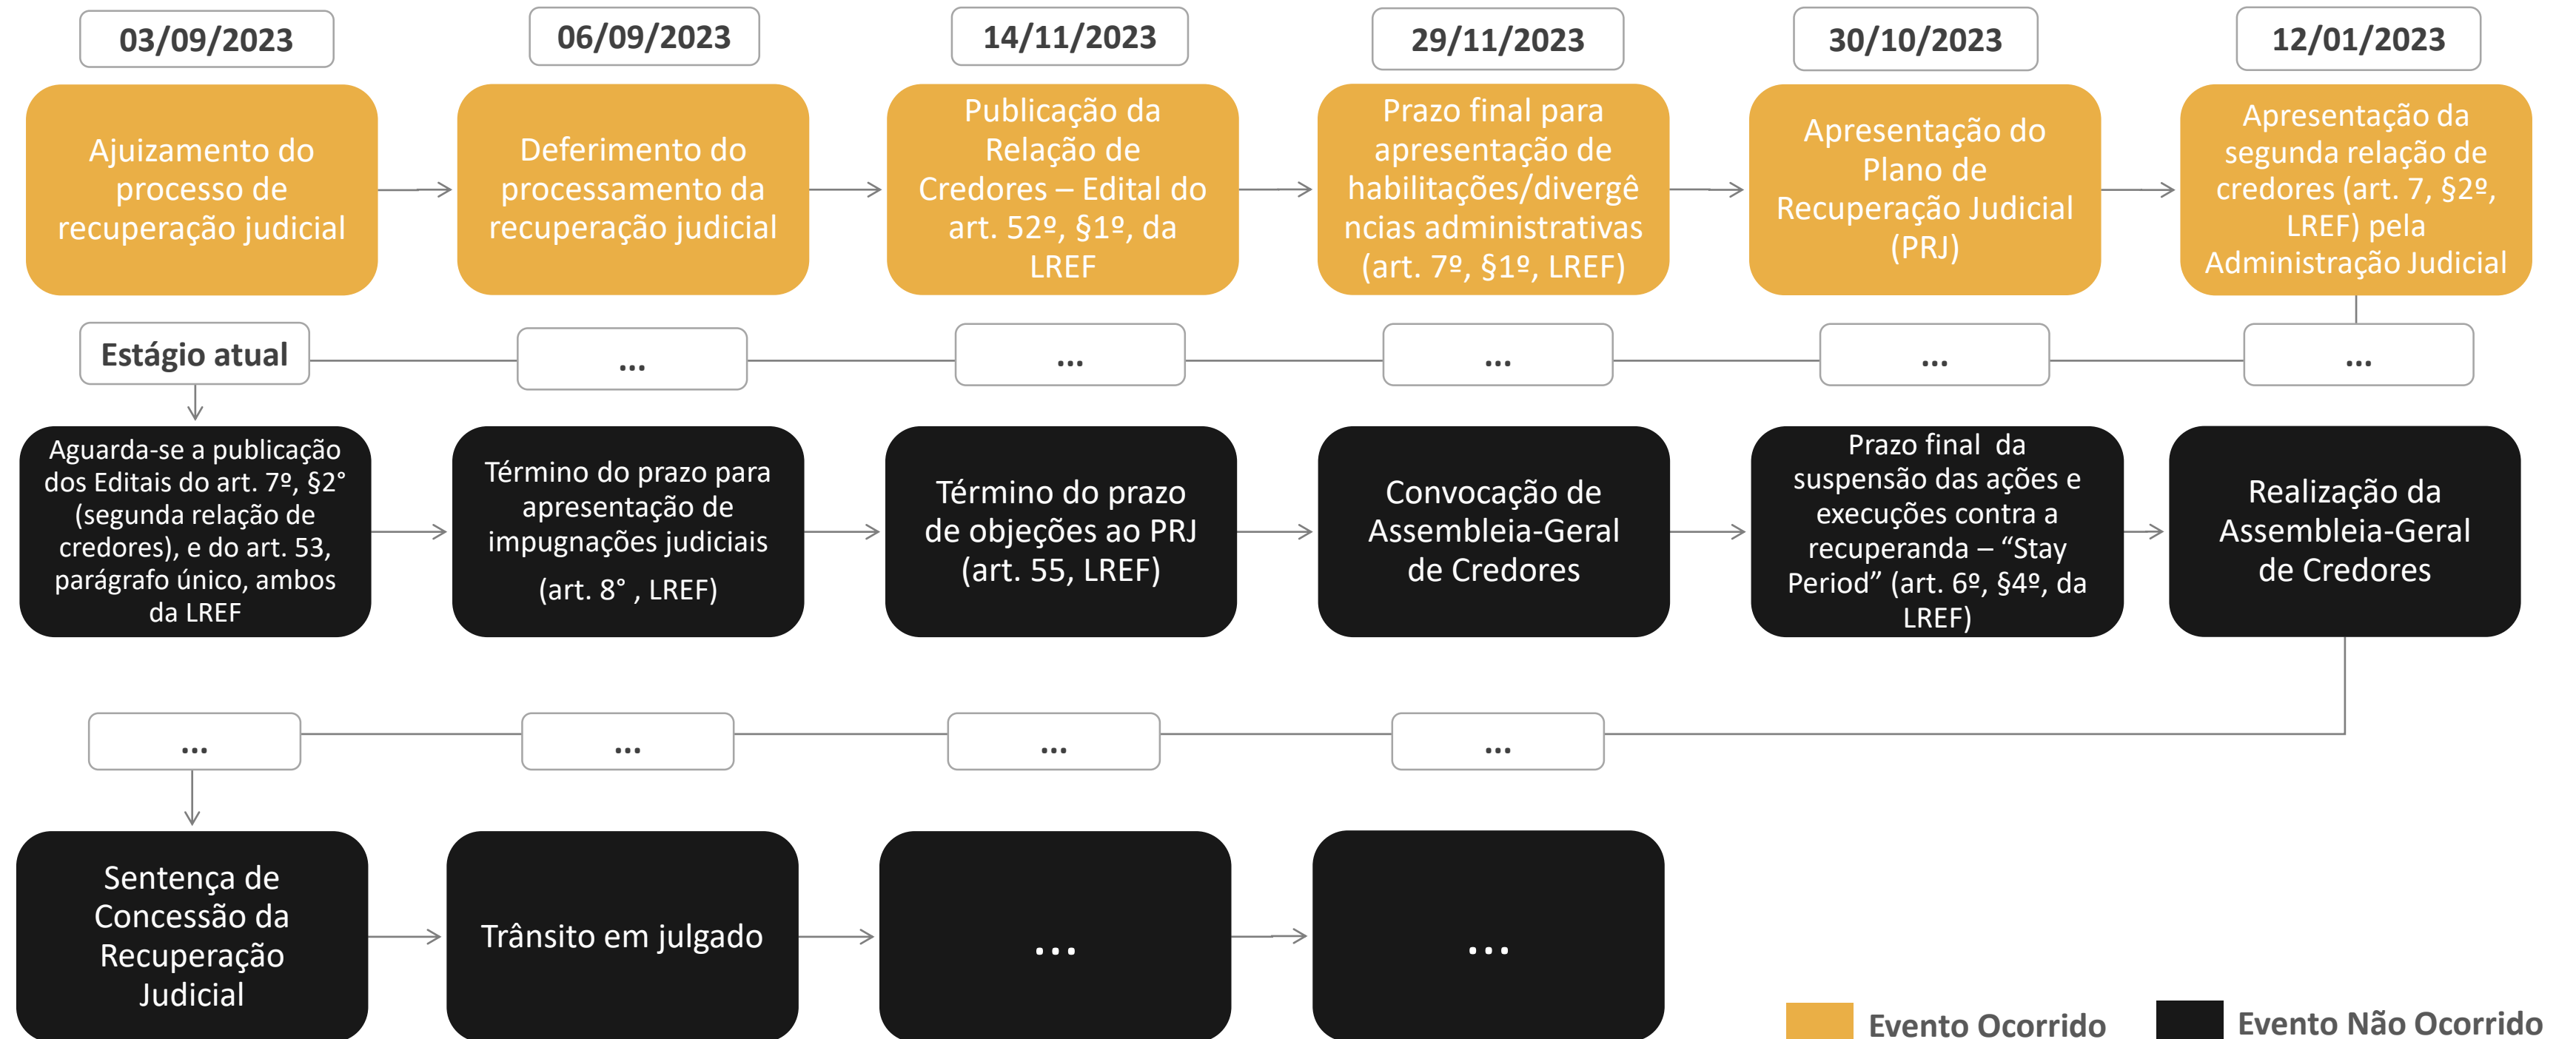 03/09/2023
06/09/2023
14/11/2023
29/11/2023
30/10/2023
12/01/2023
Ajuizamento do
processo de
recuperação judicial
Deferimento do
processamento da
recuperação judicial
Publicação da
Relação de
Credores – Edital do
art. 52º, §1º, da
LREF
Prazo final para
apresentação de
habilitações/divergê
ncias administrativas
(art. 7º, §1º, LREF)
Apresentação do
Plano de
Recuperação Judicial
(PRJ)
Apresentação da
segunda relação de
credores (art. 7, §2º,
LREF) pela
Administração Judicial
Estágio atual
...
...
...
...
...
Aguarda-se a publicação
dos Editais do art. 7º, §2°
(segunda relação de
credores), e do art. 53,
parágrafo único, ambos
da LREF
Término do prazo para
apresentação de
impugnações judiciais
(art. 8° , LREF)
Término do prazo
de objeções ao PRJ
(art. 55, LREF)
Convocação de
Assembleia-Geral
de Credores
Prazo final  da
suspensão das ações e
execuções contra a
recuperanda – “Stay
Period” (art. 6º, §4º, da
LREF)
Realização da
Assembleia-Geral
de Credores
...
...
...
...
Sentença de
Concessão da
Recuperação
Judicial
Trânsito em julgado
...
...
Evento Ocorrido
Evento Não Ocorrido